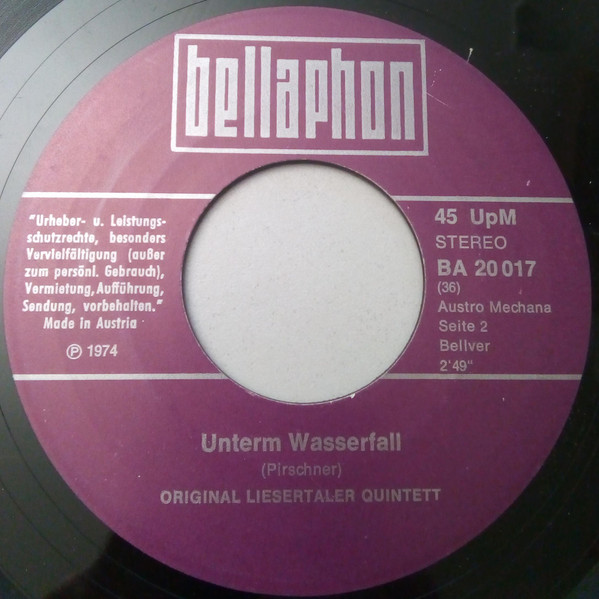 bellaphon
"Urheber- u. Leistungs-
schutzrechte, besonders
Vervielfältigung (außer
zum persönl. Gebrauch),
Vermietung, Aufführung,
Sendung, vorbehalten."
Made in Austria
℗ 1974
45 UpM
STEREO
BA 20 017
(36)
Austro Mechana
Seite 2
Bellver
2'49"
Unterm Wasserfall
(Pirschner)
ORIGINAL LIESERTALER QUINTETT